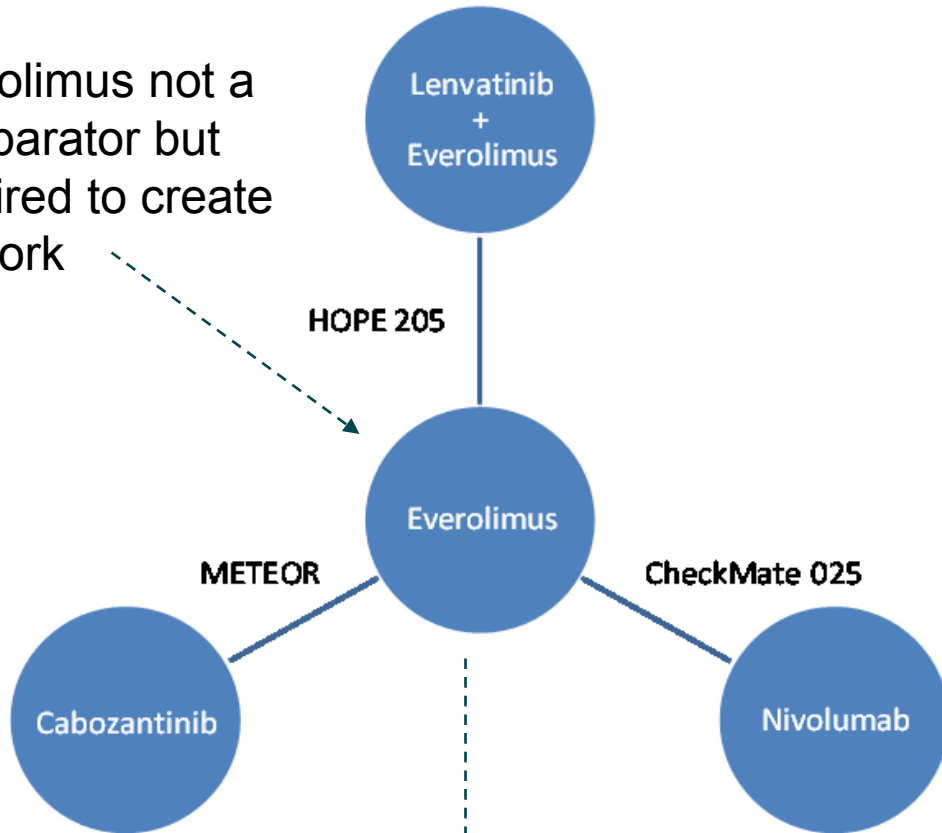 olimus not a
parator but
ired to create
ork
Lenvatinib
+
Everolimus
HOPE 205
Everolimus
METEOR
CheckMate 025
Cabozantinib
Nivolumab